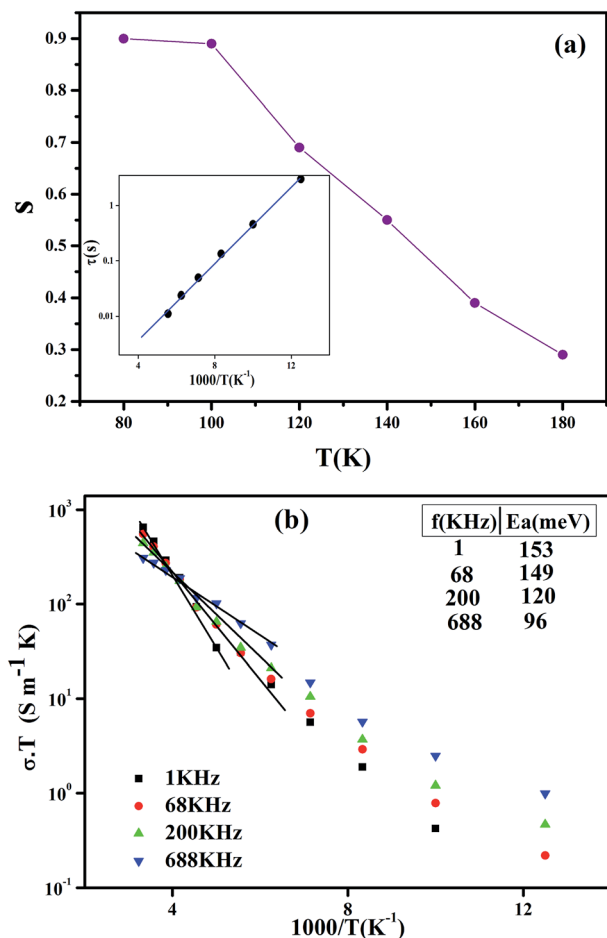 (a)
0.9
0.8
0.7
0.6
0.5
0.4
0.3
0.2
S
80 100 120 140 160 180
T(K)
1
0.1
0.01
τ(s)
4 8 12
1000/T(K⁻¹)
(b)
10³
10²
10¹
10⁰
10⁻¹
σ.T (S m⁻¹ K)
f(KHz) Ea(meV)
1 153
68 149
200 120
688 96
1KHz
68KHz
200KHz
688KHz
4 8 12
1000/T(K⁻¹)